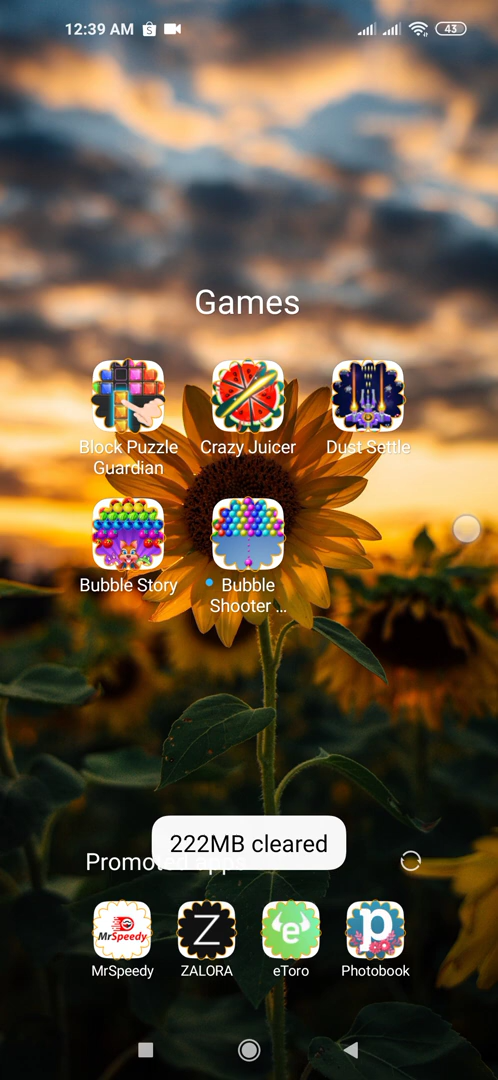 12:39 AM
43
Games
Block Puzzle
Guardian
Crazy Juicer
Dust Settle
Bubble Story
Bubble
Shooter ...
222MB cleared
Promoted apps
MrSpeedy
Z
e
p
MrSpeedy
ZALORA
eToro
Photobook